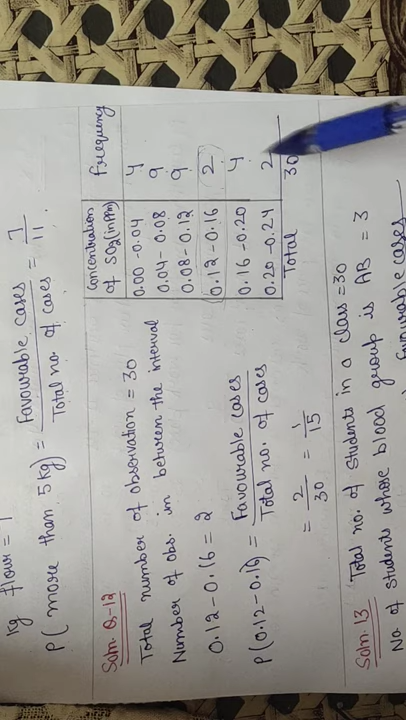 kg flour = 7
P( more than 5kg) = Favourable cases / Total no. of cases = 7/11.
Soln. Q-12
Total number of observation = 30
Number of obs. in between the interval
0.12-0.16 = 2
P(0.12-0.16) = Favourable cases / Total no. of cases
= 2/30 = 1/15
Concentration of SO2(in PPm) Frequency
0.00-0.04 4
0.04-0.08 9
0.08-0.12 9
0.12-0.16 2
0.16-0.20 4
0.20-0.24 2
Total 30
Soln. 13 Total no. of students in a class = 30
No. of students whose blood group is AB = 3
Favourable cases